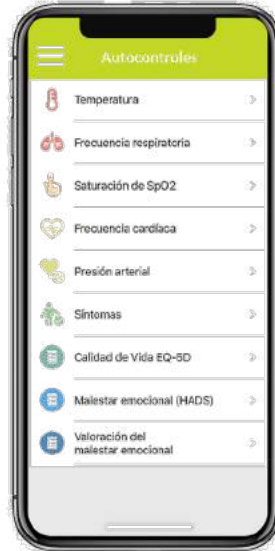 Autocontroles
Temperatura
Frecuencia respiratoria
Saturación de SpO2
Frecuencia cardíaca
Presión arterial
Síntomas
Calidad de Vida EQ-5D
Malestar emocional (HADS)
Valoración del
malestar emocional